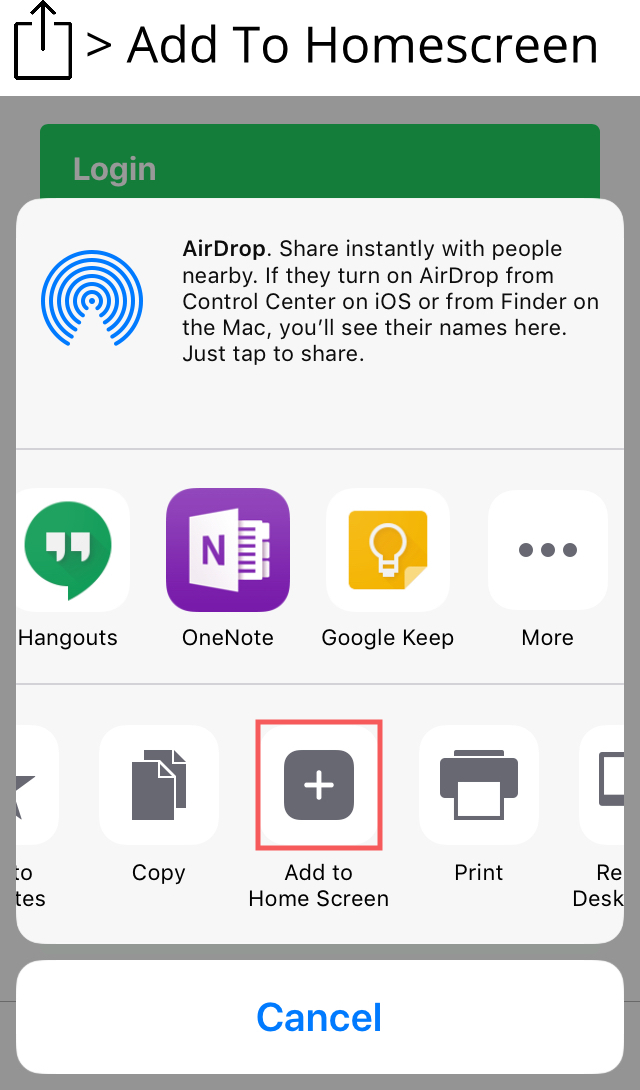 > Add To Homescreen
Login
AirDrop. Share instantly with people
nearby. If they turn on AirDrop from
Control Center on iOS or from Finder on
the Mac, you’ll see their names here.
Just tap to share.
N
Hangouts OneNote Google Keep More
to Copy Add to Print Re
tes Home Screen Desk
Cancel